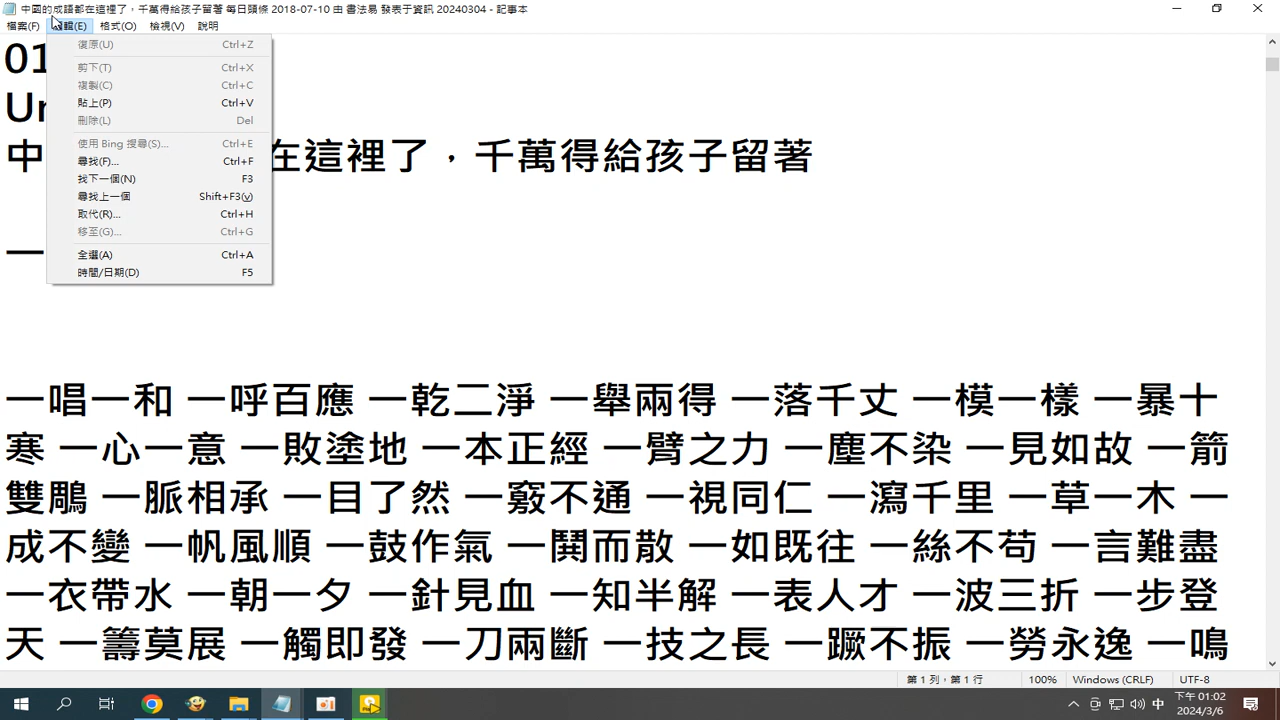 中國的成語都在這裡了，千萬得給孩子留著 每日頭條 2018-07-10 由 書法易 發表于資訊 20240304 - 記事本
檔案(F) 編輯(E) 格式(O) 檢視(V) 說明
復原(U) Ctrl+Z
剪下(T) Ctrl+X
複製(C) Ctrl+C
貼上(P) Ctrl+V
刪除(L) Del
使用 Bing 搜尋(S)... Ctrl+E
尋找(F)... Ctrl+F
找下一個(N) F3
尋找上一個 Shift+F3(V)
取代(R)... Ctrl+H
移至(G)... Ctrl+G
全選(A) Ctrl+A
時間/日期(D) F5
01
Un
中 在這裡了，千萬得給孩子留著
一
一唱一和 一呼百應 一乾二淨 一舉兩得 一落千丈 一模一樣 一暴十
寒 一心一意 一敗塗地 一本正經 一臂之力 一塵不染 一見如故 一箭
雙鵰 一脈相承 一目了然 一竅不通 一視同仁 一瀉千里 一草一木 一
成不變 一帆風順 一鼓作氣 一鬨而散 一如既往 一絲不苟 一言難盡
一衣帶水 一朝一夕 一針見血 一知半解 一表人才 一波三折 一步登
天 一籌莫展 一觸即發 一刀兩斷 一技之長 一蹶不振 一勞永逸 一鳴
第 1 列，第 1 行 100% Windows (CRLF) UTF-8
中 下午 01:02
2024/3/6